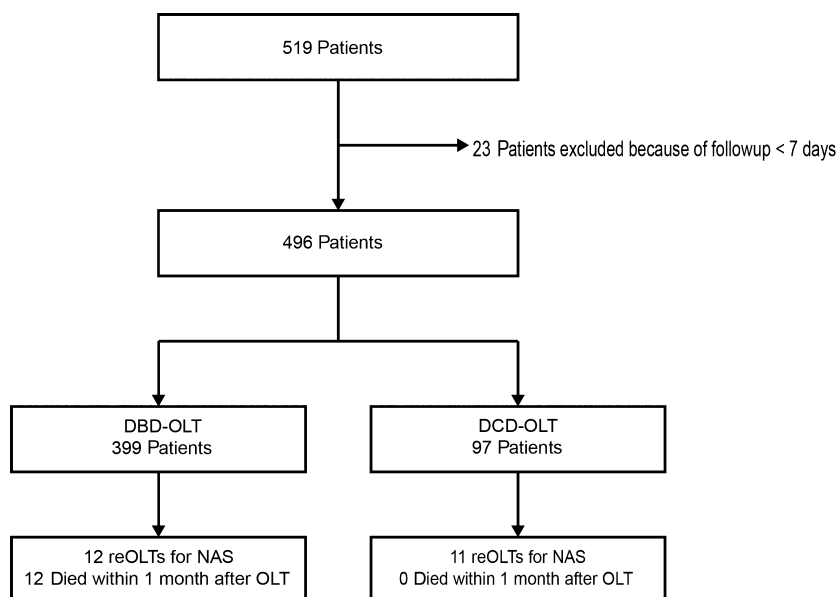 519 Patients
23 Patients excluded because of followup < 7 days
496 Patients
DBD-OLT
399 Patients
DCD-OLT
97 Patients
12 reOLTs for NAS
12 Died within 1 month after OLT
11 reOLTs for NAS
0 Died within 1 month after OLT